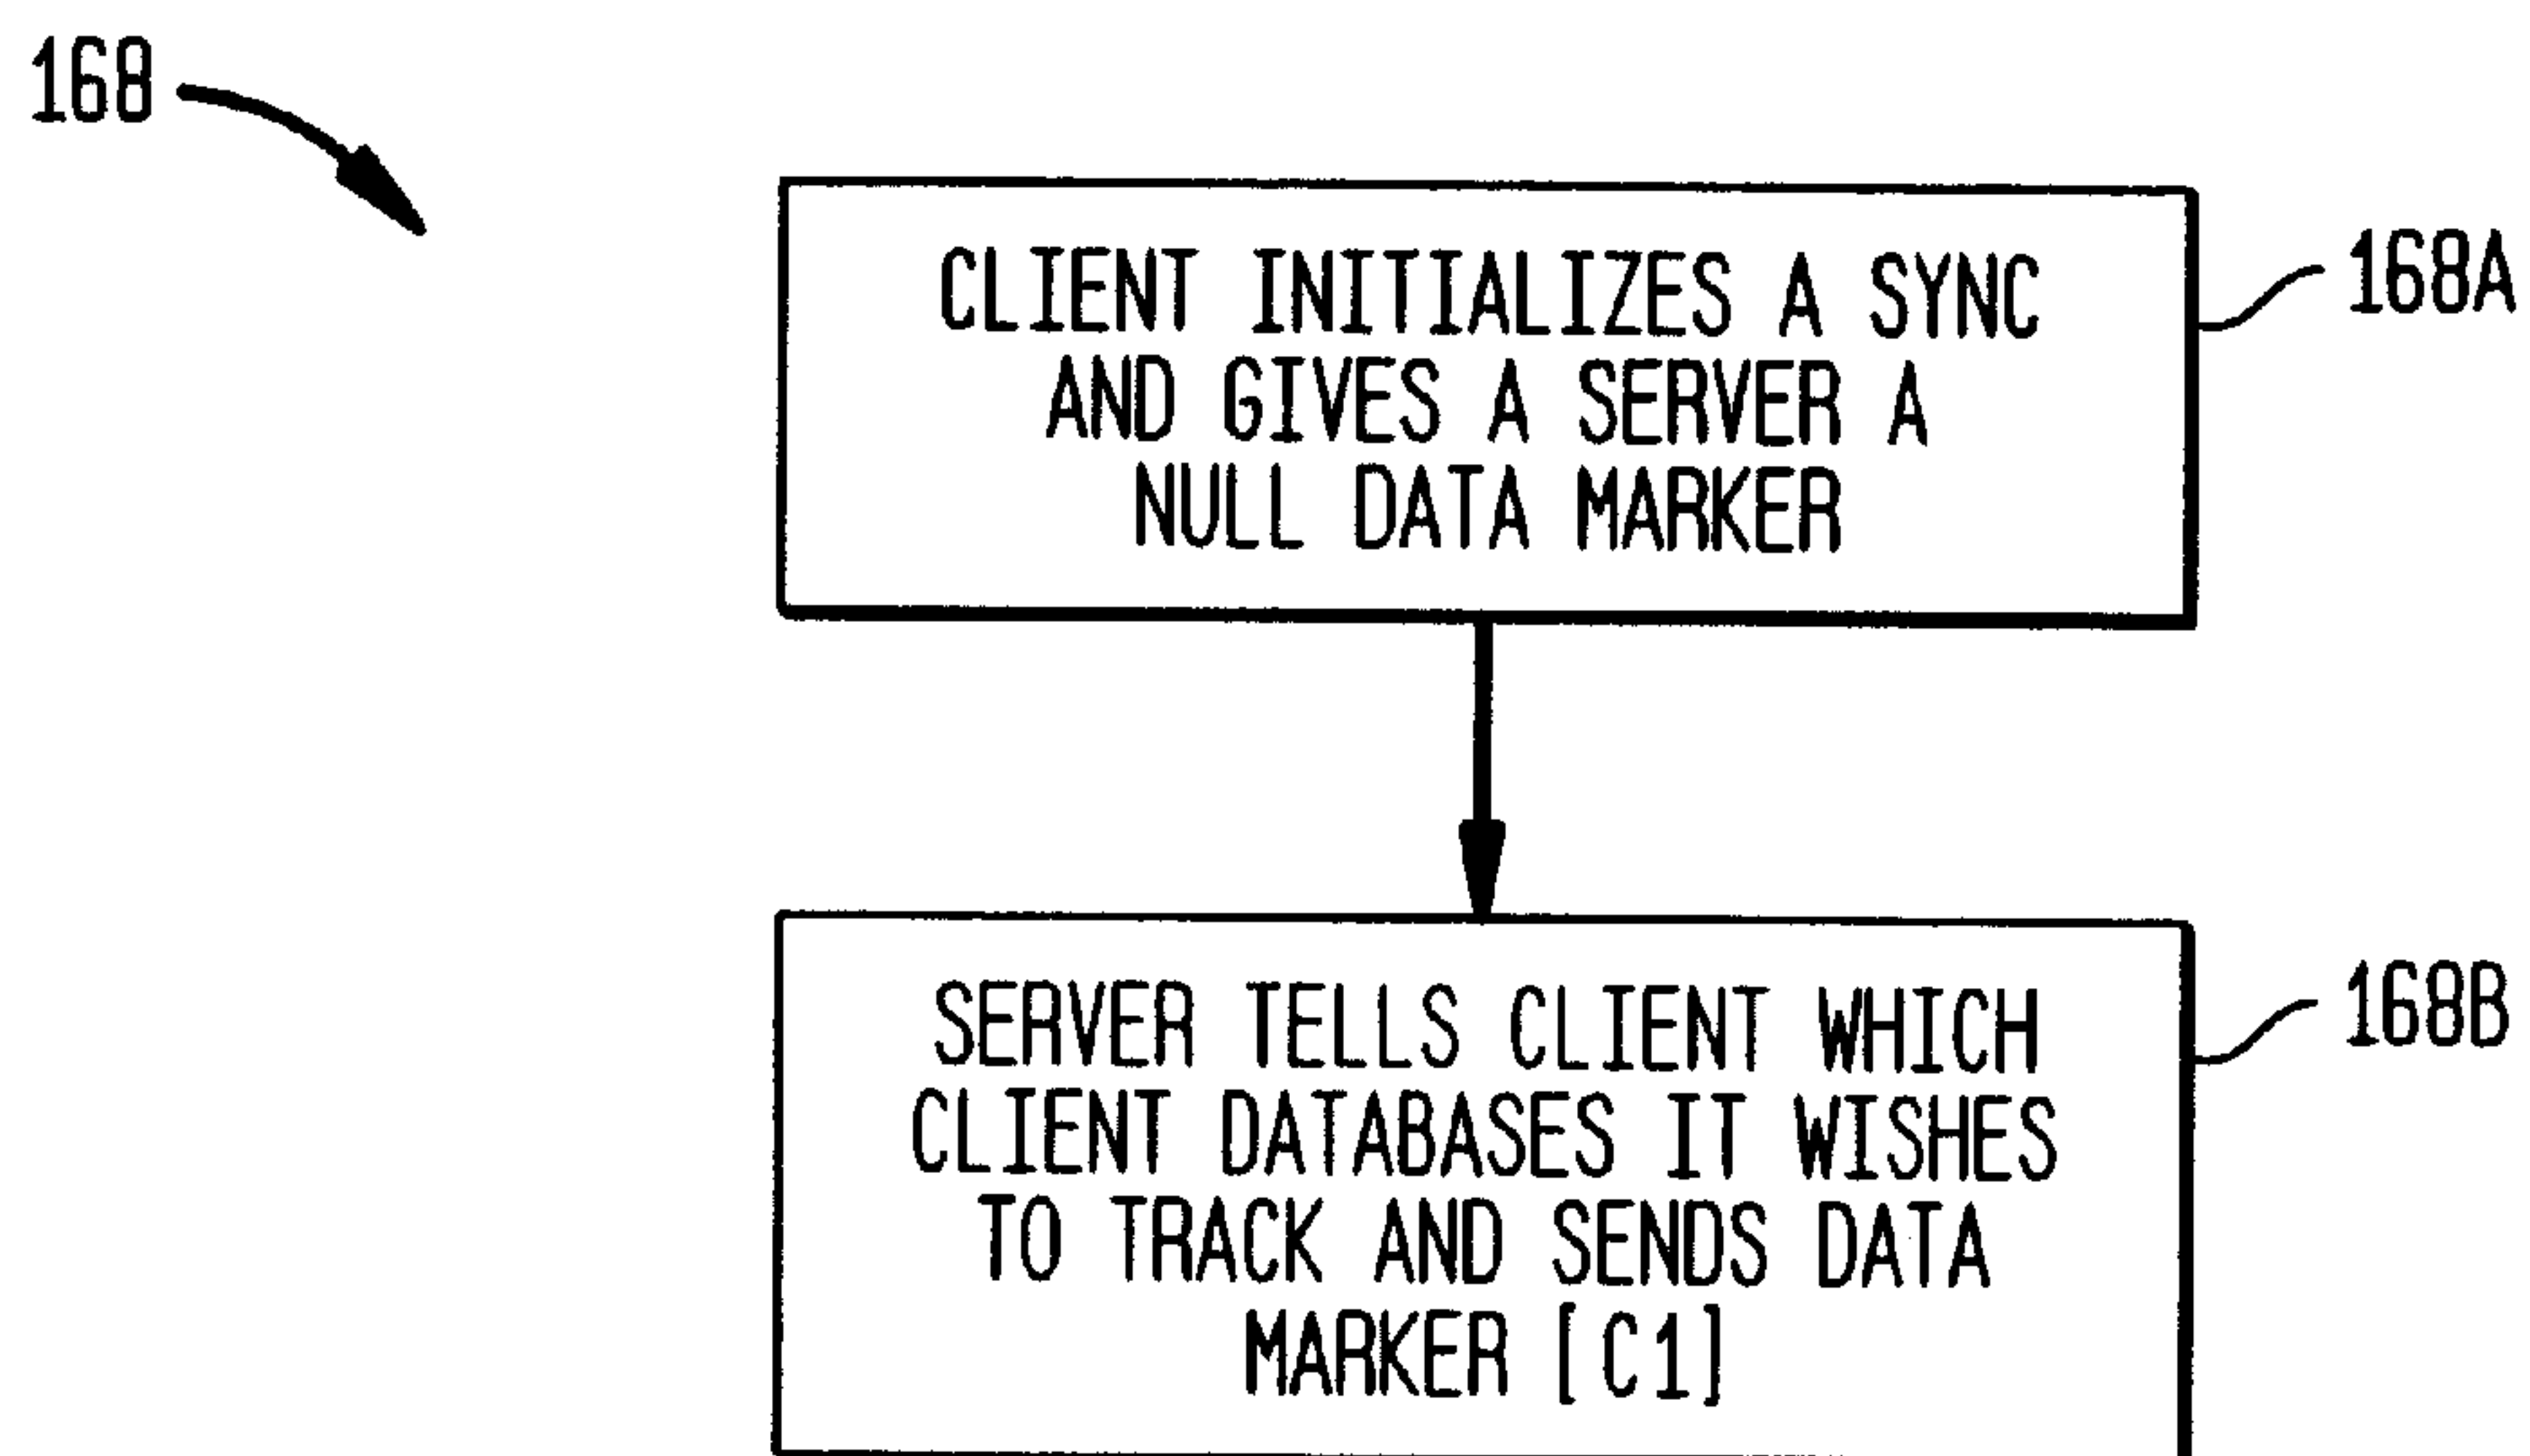 168
CLIENT INITIALIZES A SYNC
AND GIVES A SERVER A
NULL DATA MARKER
168A
SERVER TELLS CLIENT WHICH
CLIENT DATABASES IT WISHES
TO TRACK AND SENDS DATA
MARKER [C1]
168B